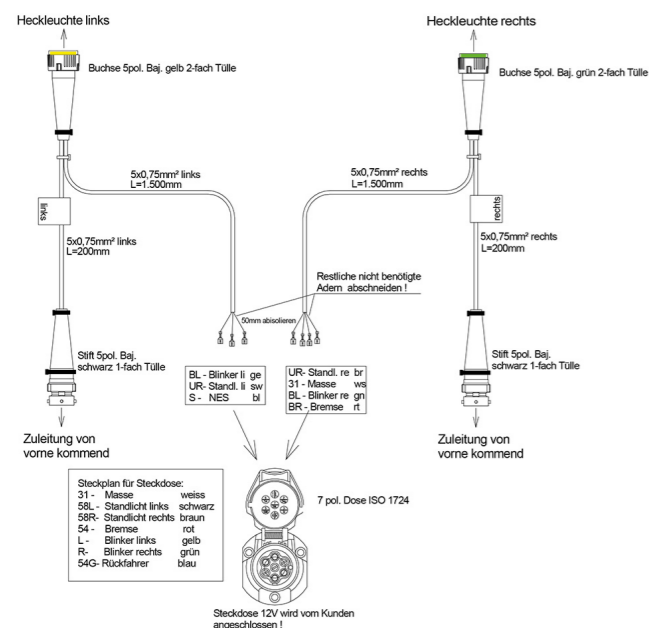 Heckleuchte links
Heckleuchte rechts
Buchse 5pol. Baj. gelb 2-fach Tülle
Buchse 5pol. Baj. grün 2-fach Tülle
5x0,75mm² links
L=1.500mm
5x0,75mm² rechts
L=1.500mm
links
rechts
5x0,75mm² links
L=200mm
5x0,75mm² rechts
L=200mm
Restliche nicht benötigte
Adern abschneiden !
50mm abisolieren
Stift 5pol. Baj.
schwarz 1-fach Tülle
Stift 5pol. Baj.
schwarz 1-fach Tülle
BL - Blinker li ge
UR- Standl. li sw
S - NES bl
UR- Standl. re br
31 - Masse ws
BL - Blinker re gn
BR - Bremse rt
Zuleitung von
vorne kommend
Zuleitung von
vorne kommend
Steckplan für Steckdose:
31 - Masse weiss
58L - Standlicht links schwarz
58R- Standlicht rechts braun
54 - Bremse rot
L - Blinker links gelb
R- Blinker rechts grün
54G- Rückfahrer blau
7 pol. Dose ISO 1724
Steckdose 12V wird vom Kunden
angeschlossen !